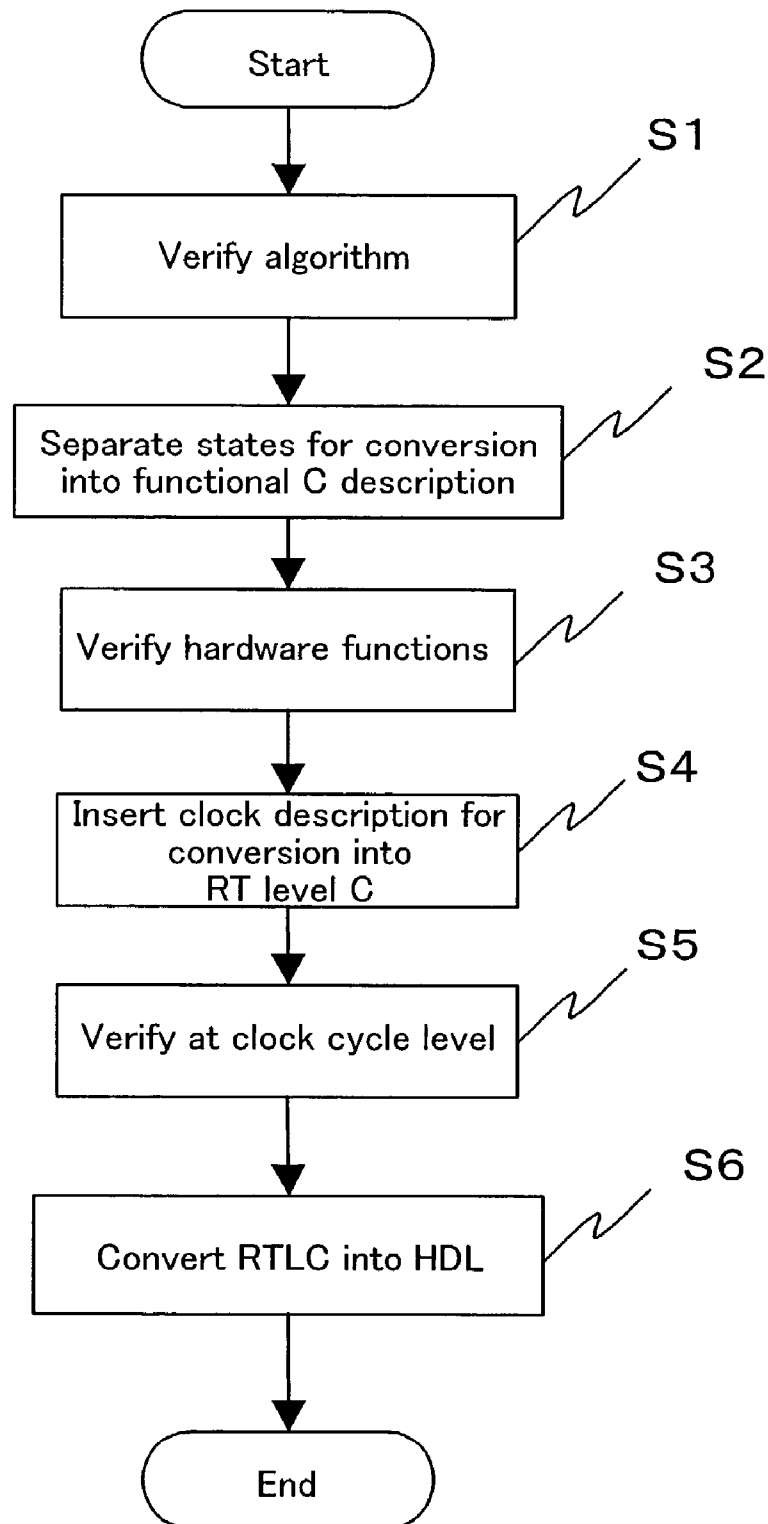 Start
S1
Verify algorithm
S2
Separate states for conversion
into functional C description
S3
Verify hardware functions
S4
Insert clock description for
conversion into
RT level C
S5
Verify at clock cycle level
S6
Convert RTLC into HDL
End